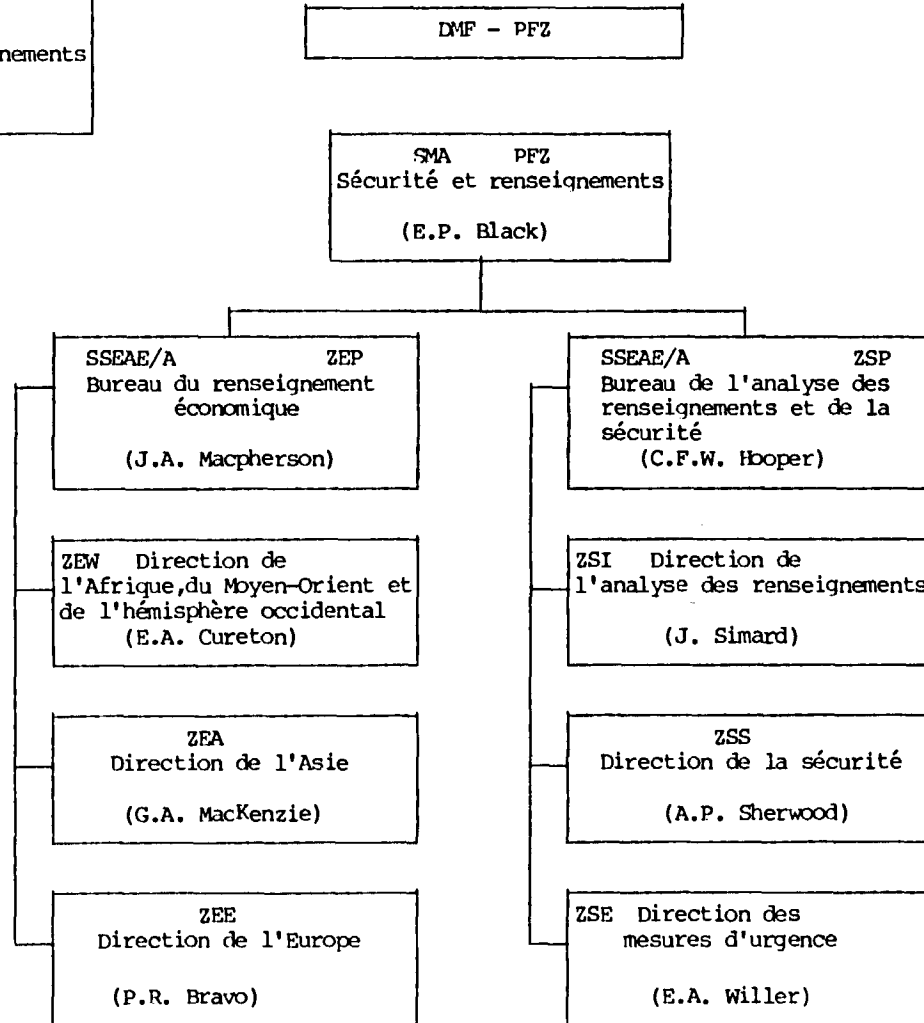 nements
DMF - PFZ
SMA PFZ
Sécurité et renseignements
(E.P. Black)
SSEAE/A ZEP
Bureau du renseignement
économique
(J.A. Macpherson)
SSEAE/A ZSP
Bureau de l'analyse des
renseignements et de la
sécurité
(C.F.W. Hooper)
ZEW Direction de
l'Afrique,du Moyen-Orient et
de l'hémisphère occidental
(E.A. Cureton)
ZSI Direction de
l'analyse des renseignements
(J. Simard)
ZEA
Direction de l'Asie
(G.A. MacKenzie)
ZSS
Direction de la sécurité
(A.P. Sherwood)
ZEE
Direction de l'Europe
(P.R. Bravo)
ZSE Direction des
mesures d'urgence
(E.A. Willer)